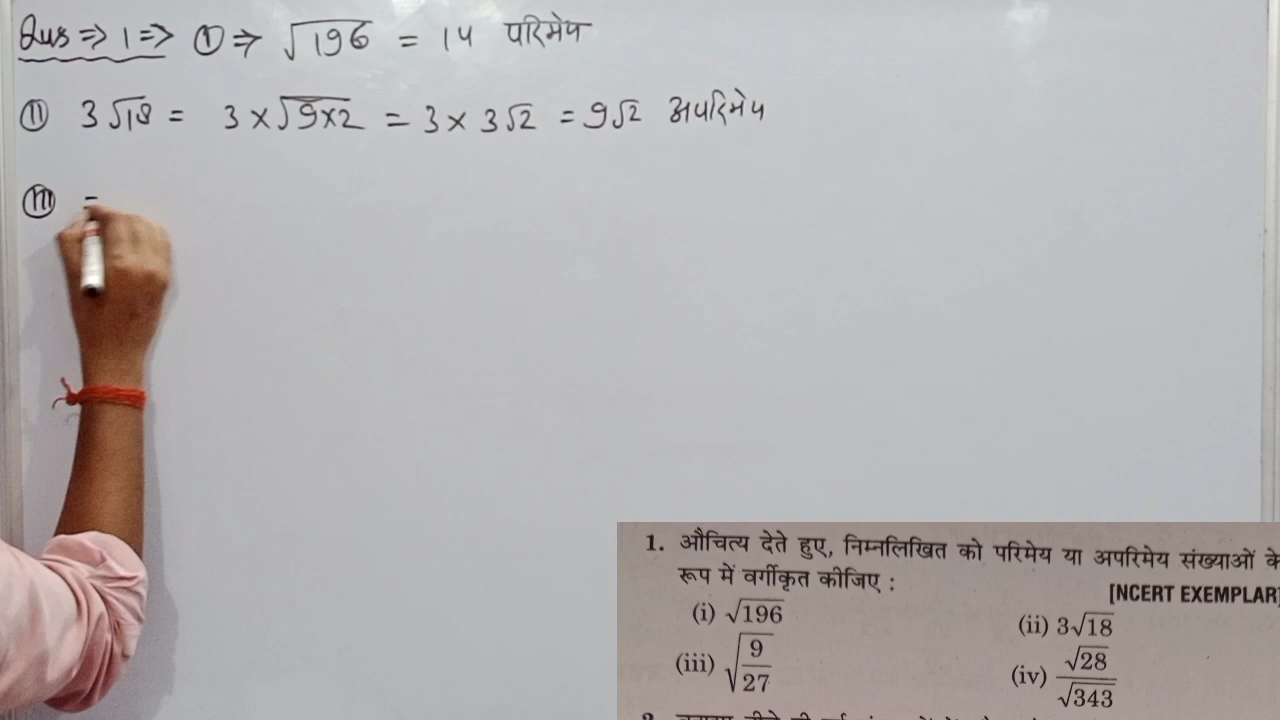 Ques ⇒ 1 ⇒ (i) ⇒ √196 = 14 परिमेय
(ii) 3√18 = 3 × √9×2 = 3 × 3√2 = 9√2 अपरिमेय
(iii)
1. औचित्य देते हुए, निम्नलिखित को परिमेय या अपरिमेय संख्याओं के
रूप में वर्गीकृत कीजिए :
[NCERT EXEMPLAR]
(i) √196 (ii) 3√18
(iii) √9/27 (iv) √28/√343